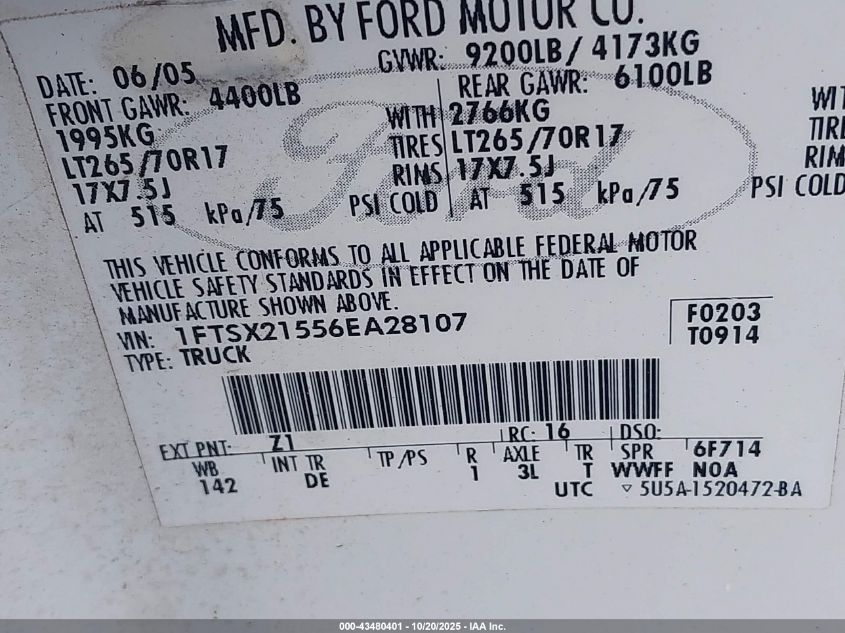 MFD. BY FORD MOTOR CO.
DATE: 06/05 GVWR: 9200LB / 4173KG
FRONT GAWR: 4400LB REAR GAWR: 6100LB
1995KG WITH 2766KG WIT
LT265/70R17 TIRES LT265/70R17 TIRE
17X7.5J RIMS 17X7.5J RIM
AT 515 kPa/75 PSI COLD AT 515 kPa/75 PSI COLD
Ford
THIS VEHICLE CONFORMS TO ALL APPLICABLE FEDERAL MOTOR
VEHICLE SAFETY STANDARDS IN EFFECT ON THE DATE OF
MANUFACTURE SHOWN ABOVE.
VIN: 1FTSX21556EA28107 F0203
TYPE: TRUCK T0914
EXT PNT: Z1 RC: 16 DSO:
WB INT TR TP/PS R AXLE TR SPR 6F714
142 DE 1 3L T WWFF NOA
UTC ▽ 5U5A-1520472-BA
000-43480401 - 10/20/2025 - IAA Inc.